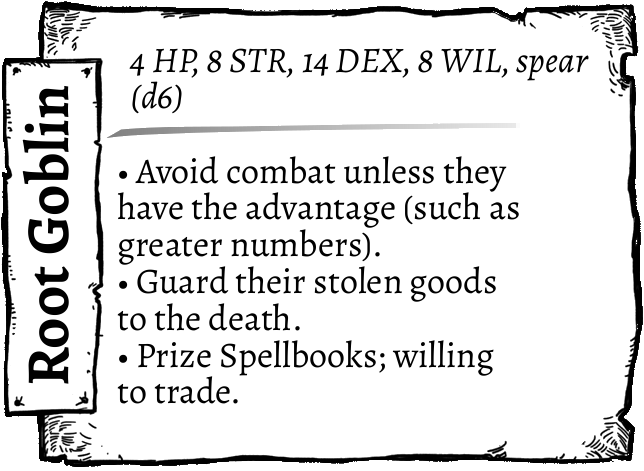 Root Goblin
4 HP, 8 STR, 14 DEX, 8 WIL, spear
(d6)
• Avoid combat unless they
have the advantage (such as
greater numbers).
• Guard their stolen goods
to the death.
• Prize Spellbooks; willing
to trade.